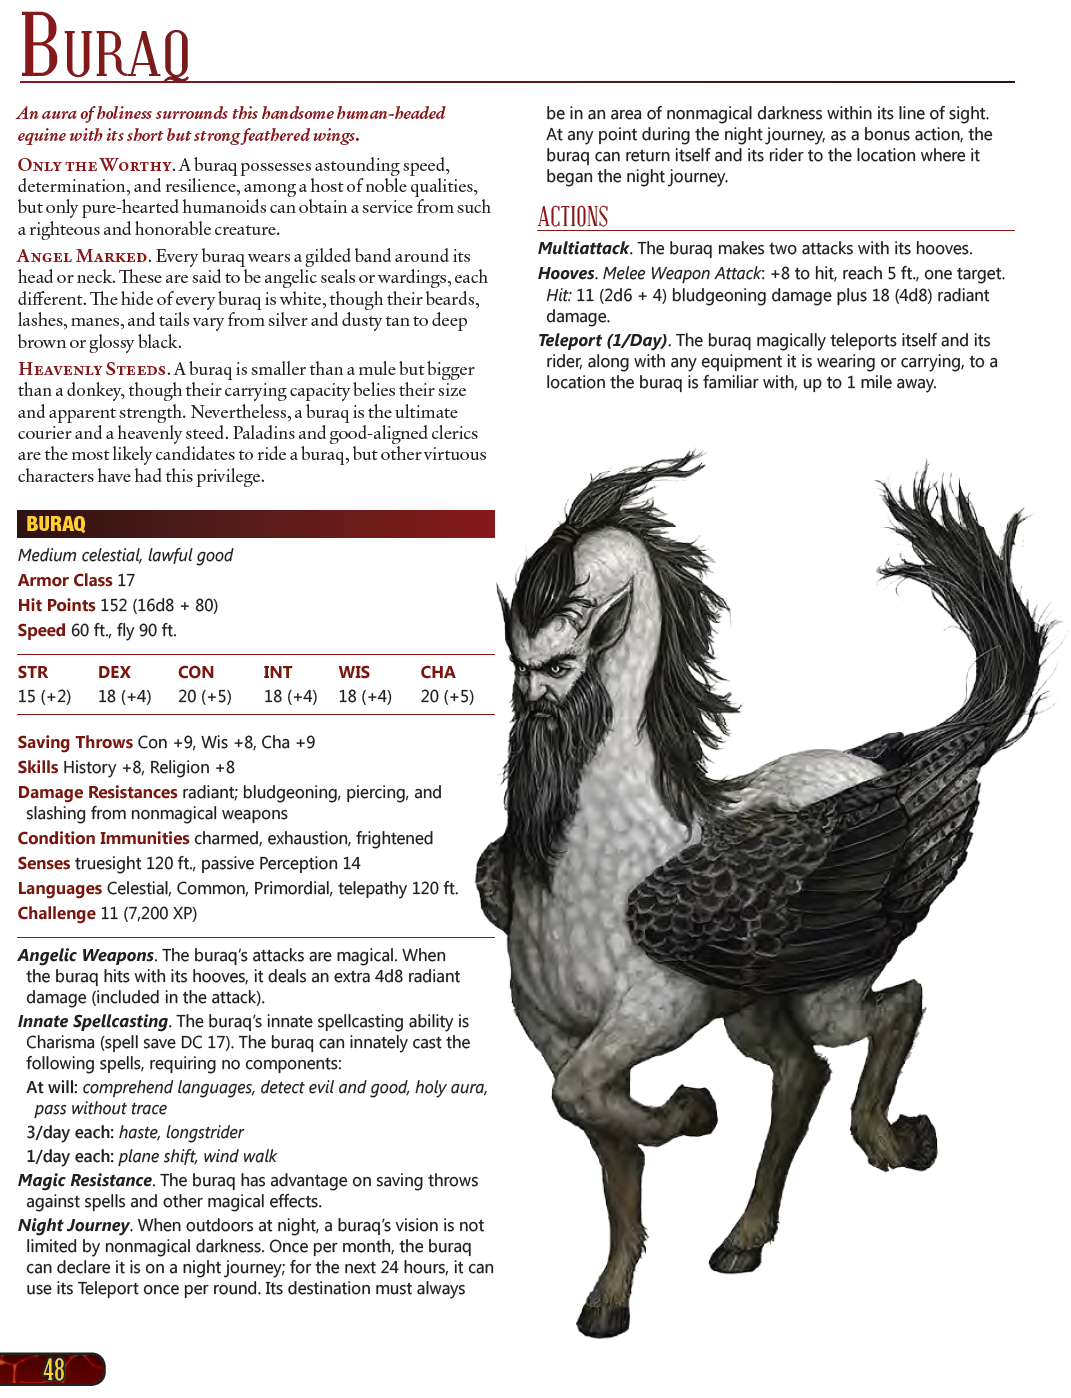 BURAQ
An aura of holiness surrounds this handsome human-headed
equine with its short but strong feathered wings.
ONLY THE WORTHY. A buraq possesses astounding speed,
determination, and resilience, among a host of noble qualities,
but only pure-hearted humanoids can obtain a service from such
a righteous and honorable creature.
ANGEL MARKED. Every buraq wears a gilded band around its
head or neck. These are said to be angelic seals or wardings, each
different. The hide of every buraq is white, though their beards,
lashes, manes, and tails vary from silver and dusty tan to deep
brown or glossy black.
HEAVENLY STEEDS. A buraq is smaller than a mule but bigger
than a donkey, though their carrying capacity belies their size
and apparent strength. Nevertheless, a buraq is the ultimate
courier and a heavenly steed. Paladins and good-aligned clerics
are the most likely candidates to ride a buraq, but other virtuous
characters have had this privilege.
BURAQ
Medium celestial, lawful good
Armor Class 17
Hit Points 152 (16d8 + 80)
Speed 60 ft., fly 90 ft.
STR DEX CON INT WIS CHA
15 (+2) 18 (+4) 20 (+5) 18 (+4) 18 (+4) 20 (+5)
Saving Throws Con +9, Wis +8, Cha +9
Skills History +8, Religion +8
Damage Resistances radiant; bludgeoning, piercing, and
slashing from nonmagical weapons
Condition Immunities charmed, exhaustion, frightened
Senses truesight 120 ft., passive Perception 14
Languages Celestial, Common, Primordial, telepathy 120 ft.
Challenge 11 (7,200 XP)
Angelic Weapons. The buraq's attacks are magical. When
the buraq hits with its hooves, it deals an extra 4d8 radiant
damage (included in the attack).
Innate Spellcasting. The buraq's innate spellcasting ability is
Charisma (spell save DC 17). The buraq can innately cast the
following spells, requiring no components:
At will: comprehend languages, detect evil and good, holy aura,
pass without trace
3/day each: haste, longstrider
1/day each: plane shift, wind walk
Magic Resistance. The buraq has advantage on saving throws
against spells and other magical effects.
Night Journey. When outdoors at night, a buraq's vision is not
limited by nonmagical darkness. Once per month, the buraq
can declare it is on a night journey; for the next 24 hours, it can
use its Teleport once per round. Its destination must always
be in an area of nonmagical darkness within its line of sight.
At any point during the night journey, as a bonus action, the
buraq can return itself and its rider to the location where it
began the night journey.
ACTIONS
Multiattack. The buraq makes two attacks with its hooves.
Hooves. Melee Weapon Attack: +8 to hit, reach 5 ft., one target.
Hit: 11 (2d6 + 4) bludgeoning damage plus 18 (4d8) radiant
damage.
Teleport (1/Day). The buraq magically teleports itself and its
rider, along with any equipment it is wearing or carrying, to a
location the buraq is familiar with, up to 1 mile away.
48